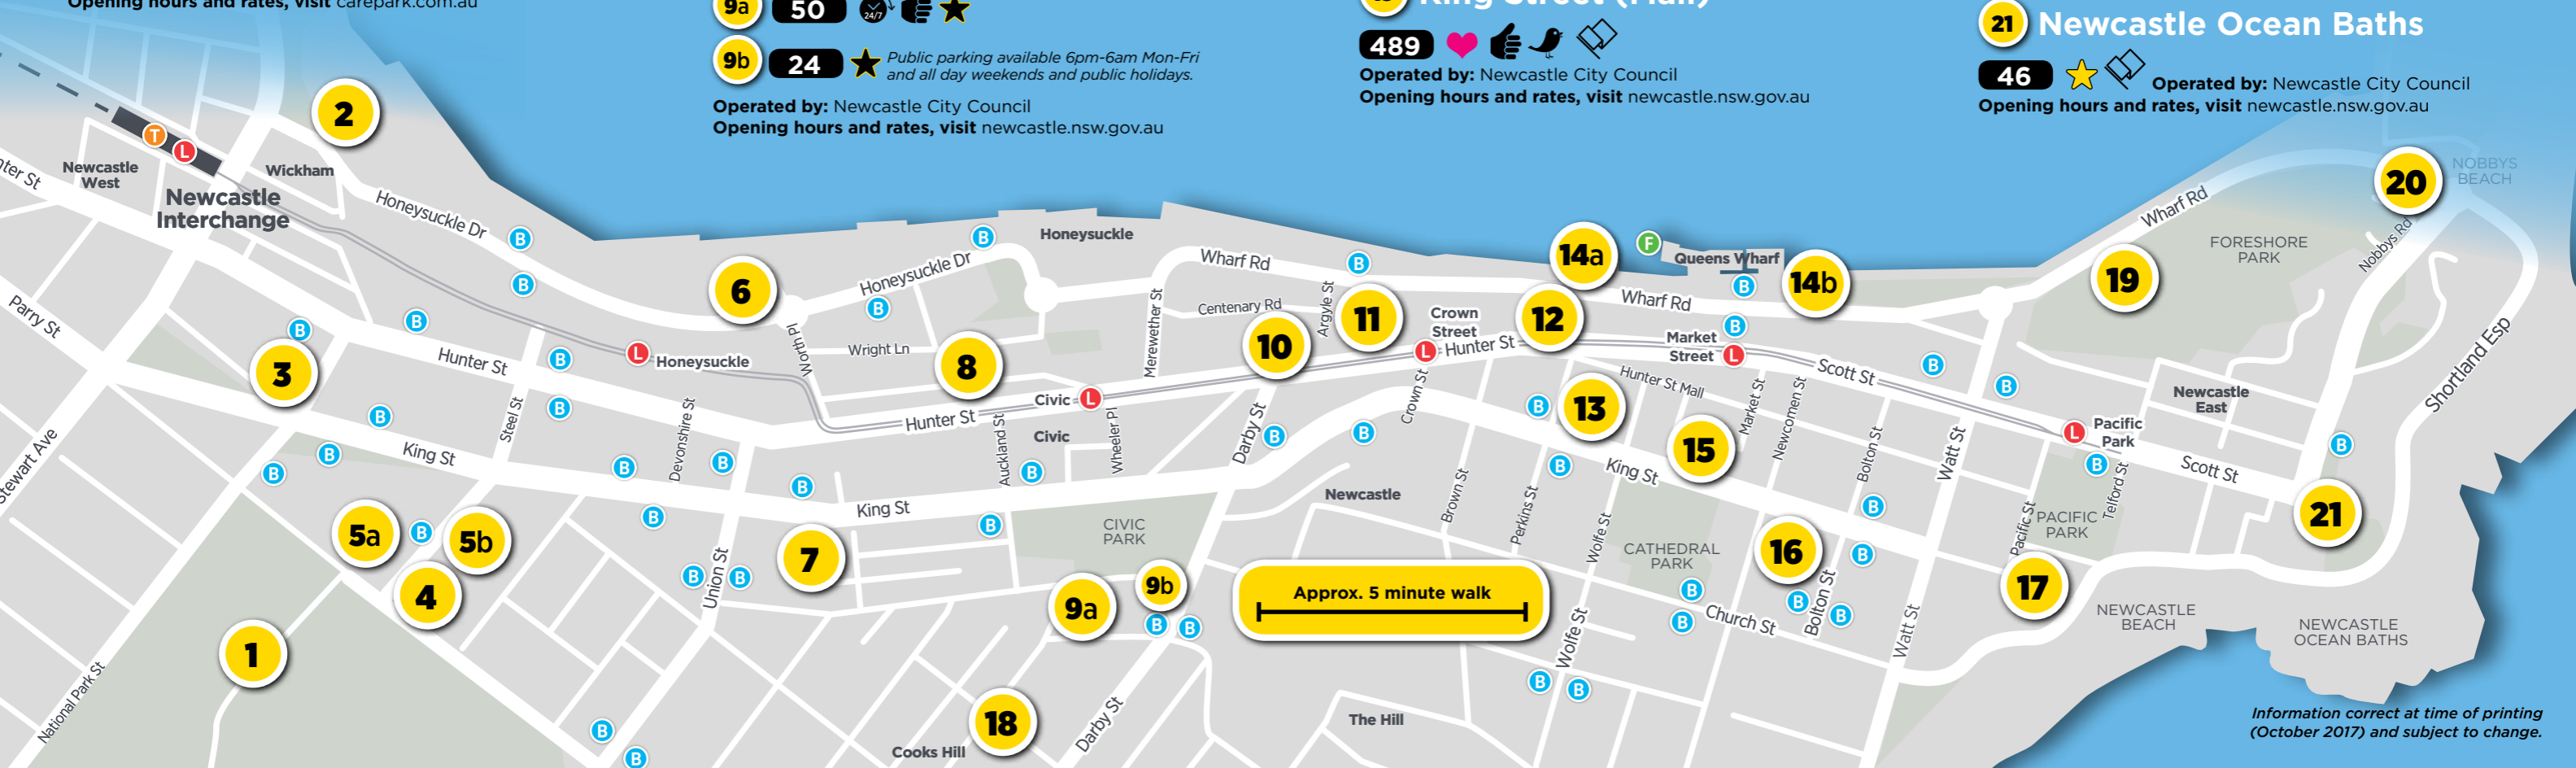 Opening hours and rates, visit carepark.com.au
9a 50 24/7
9b 24 Public parking available 6pm-6am Mon-Fri
and all day weekends and public holidays.
Operated by: Newcastle City Council
Opening hours and rates, visit newcastle.nsw.gov.au
King Street (Mall)
489
Operated by: Newcastle City Council
Opening hours and rates, visit newcastle.nsw.gov.au
21 Newcastle Ocean Baths
46 Operated by: Newcastle City Council
Opening hours and rates, visit newcastle.nsw.gov.au
2
T
L
Newcastle
West
Wickham
Newcastle
Interchange
Honeysuckle Dr
B
B
6
Honeysuckle Dr
B
B
Honeysuckle
Wharf Rd
B
14a
F
Queens Wharf
B
14b
Wharf Rd
19
Wharf Rd
FORESHORE
PARK
20
NOBBYS
BEACH
Nobbys Rd
Shortland Esp
Parry St
B
3
B
Hunter St
B
B
L Honeysuckle
Worth Pl
Wright Ln
8
Merewether St
Centenary Rd
Argyle St
10
11
Crown
Street
L Hunter St
12
Market
Street L
B
Hunter St Mall
Scott St
B
B
Newcastle
East
L Pacific
Park
B
Scott St
B
Stewart Ave
B
King St
B
B
Steel St
B
Devonshire St
B
Hunter St
Civic L
Civic
Auckland St
B
Wheeler Pl
Darby St
B
B
Crown St
B
13
B
King St
15
Market St
Newcomen St
Bolton St
Watt St
B
Telford St
PACIFIC
PARK
Pacific St
21
5a
B
5b
4
B
B
B
Union St
B
7
King St
B
CIVIC
PARK
9a
9b
B
B
Newcastle
Brown St
Perkins St
Wolfe St
CATHEDRAL
PARK
16
B
Approx. 5 minute walk
B
B
Church St
B
Bolton St
B
17
NEWCASTLE
BEACH
NEWCASTLE
OCEAN BATHS
1
National Park St
B
B
18
Cooks Hill
Darby St
The Hill
Wolfe St
B
B
Watt St
Information correct at time of printing
(October 2017) and subject to change.